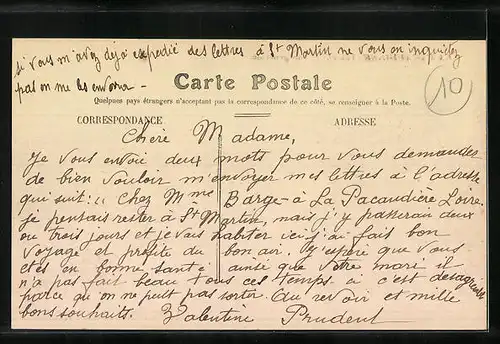 si vous m'avez déjà expedié des lettres à St Martin ne vous en inquietez
pas on me les envoira -
10
Carte Postale
Quelques pays étrangers n'acceptant pas la correspondance de ce côté, se renseigner à la Poste.
CORRESPONDANCE ADRESSE
Chère Madame,
Je vous envoi deux mots pour vous demander
de bien vouloir m'envoyer mes lettres à l'adresse
qui suit: " Chez Mme Barge à La Pacaudière Loire.
je pensais rester à St Martin, mais j'y passerai deux
ou trois jours et je vais habiter ici, j'ai fait bon
voyage et profite du bon air. J'espère que vous
etes en bonne santé ainsi que votre mari il
n'a pas fait beau tous ces temps à c'est desagreable
parce qu'on ne peut pas sortir. Au revoir et mille
bons souhaits. Valentine Prudent